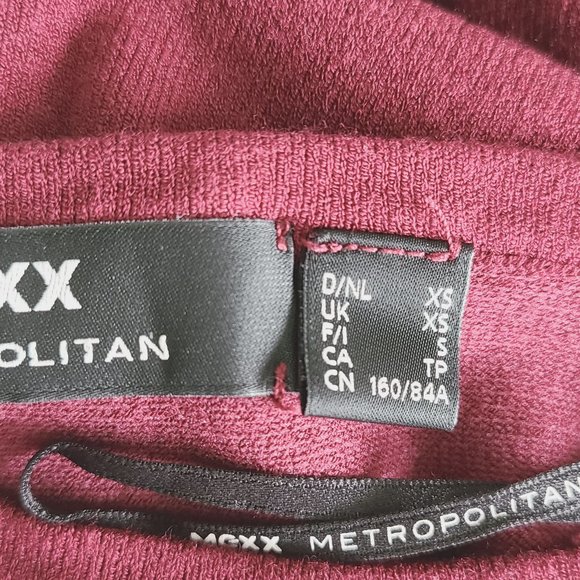 XX
POLITAN
D/NL XS
UK XS
F/I S
CA TP
CN 160/84A
MGXX METROPOLITAN